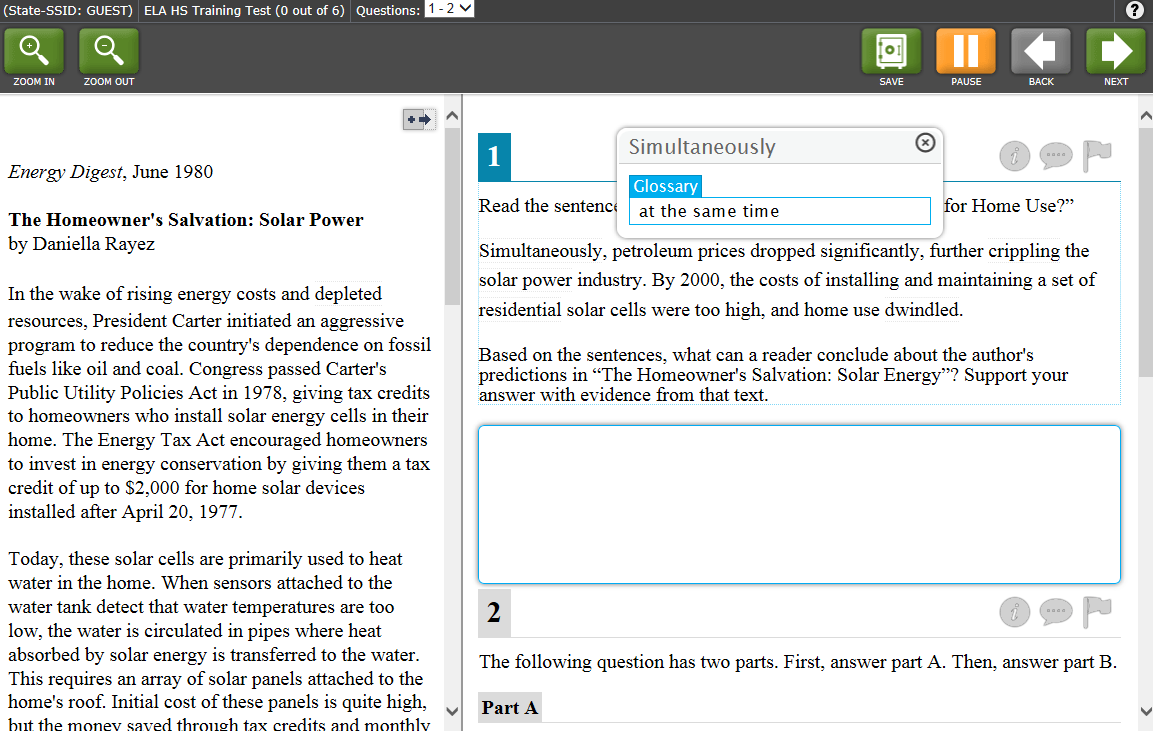 (State-SSID: GUEST) ELA HS Training Test (0 out of 6) Questions: 1 - 2
?
ZOOM IN ZOOM OUT SAVE PAUSE BACK NEXT
Energy Digest, June 1980
The Homeowner's Salvation: Solar Power
by Daniella Rayez
In the wake of rising energy costs and depleted
resources, President Carter initiated an aggressive
program to reduce the country's dependence on fossil
fuels like oil and coal. Congress passed Carter's
Public Utility Policies Act in 1978, giving tax credits
to homeowners who install solar energy cells in their
home. The Energy Tax Act encouraged homeowners
to invest in energy conservation by giving them a tax
credit of up to $2,000 for home solar devices
installed after April 20, 1977.
Today, these solar cells are primarily used to heat
water in the home. When sensors attached to the
water tank detect that water temperatures are too
low, the water is circulated in pipes where heat
absorbed by solar energy is transferred to the water.
This requires an array of solar panels attached to the
home's roof. Initial cost of these panels is quite high,
but the money saved through tax credits and monthly
1
Simultaneously
Glossary
at the same time
Read the sentence for Home Use?”
Simultaneously, petroleum prices dropped significantly, further crippling the
solar power industry. By 2000, the costs of installing and maintaining a set of
residential solar cells were too high, and home use dwindled.
Based on the sentences, what can a reader conclude about the author's
predictions in “The Homeowner's Salvation: Solar Energy”? Support your
answer with evidence from that text.
2
The following question has two parts. First, answer part A. Then, answer part B.
Part A